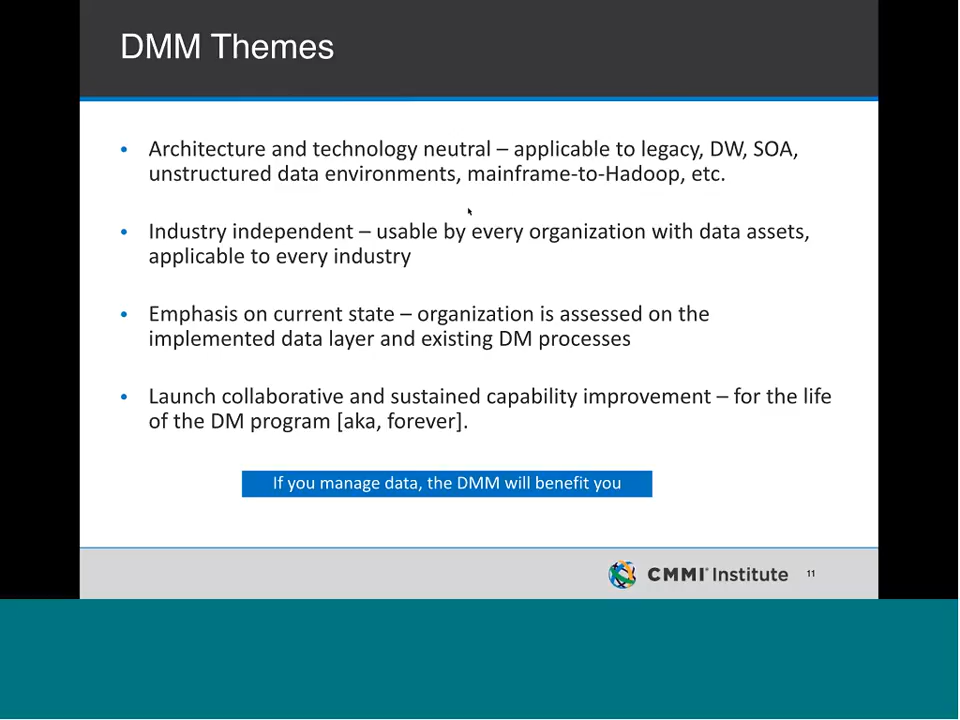 DMM Themes
• Architecture and technology neutral – applicable to legacy, DW, SOA,
unstructured data environments, mainframe-to-Hadoop, etc.
• Industry independent – usable by every organization with data assets,
applicable to every industry
• Emphasis on current state – organization is assessed on the
implemented data layer and existing DM processes
• Launch collaborative and sustained capability improvement – for the life
of the DM program [aka, forever].
If you manage data, the DMM will benefit you
CMMI® Institute 11